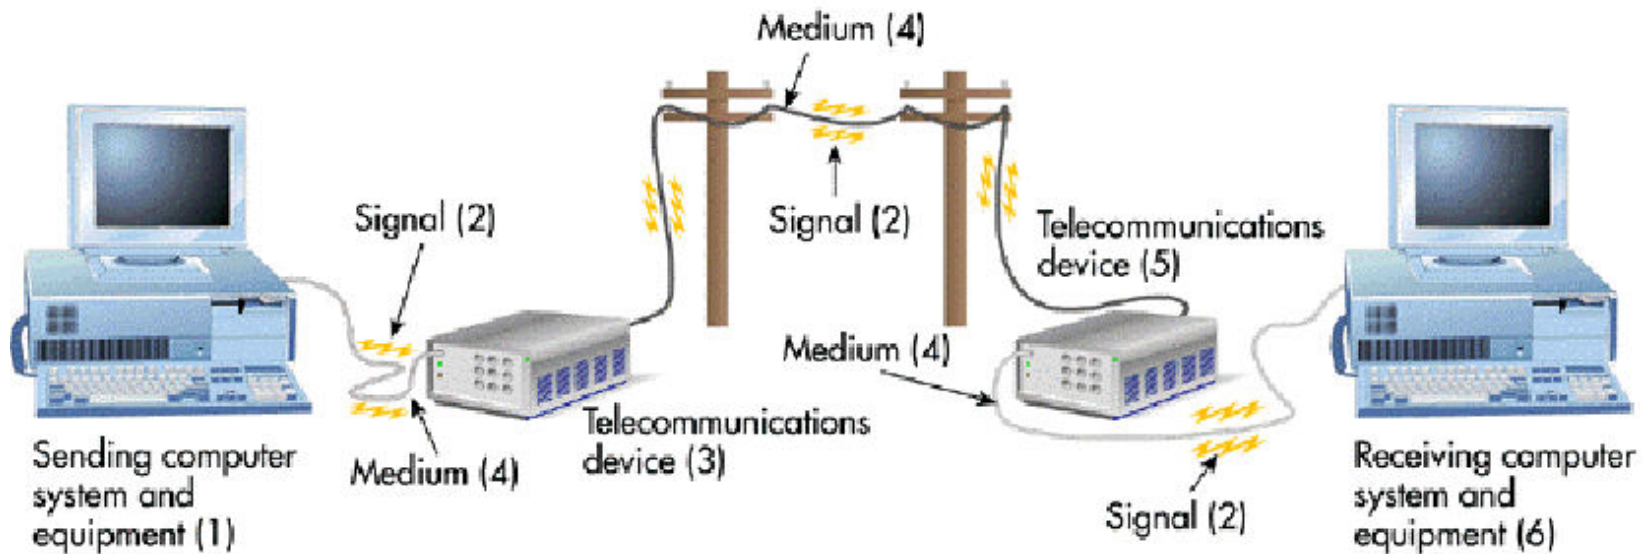 Medium (4)
Signal (2)
Signal (2)
Telecommunications
device (5)
Medium (4)
Telecommunications
device (3)
Sending computer
system and
equipment (1)
Medium (4)
Signal (2)
Receiving computer
system and
equipment (6)